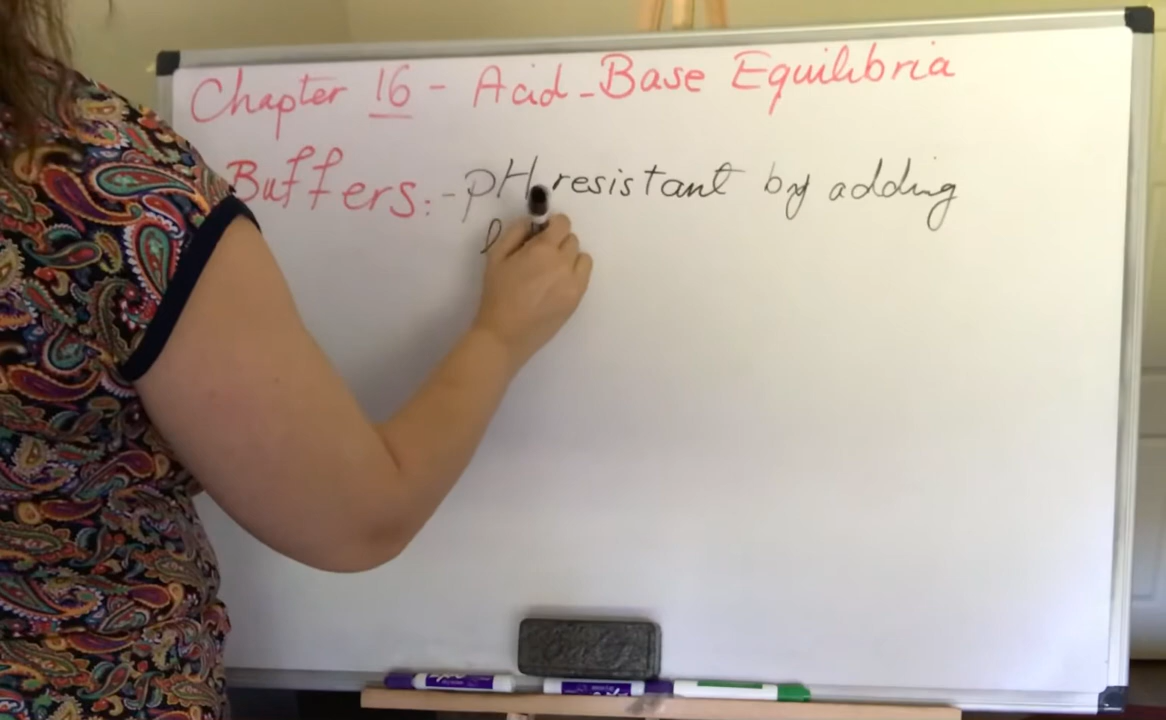 Chapter 16 - Acid-Base Equilibria
Buffers: - pH resistant by adding